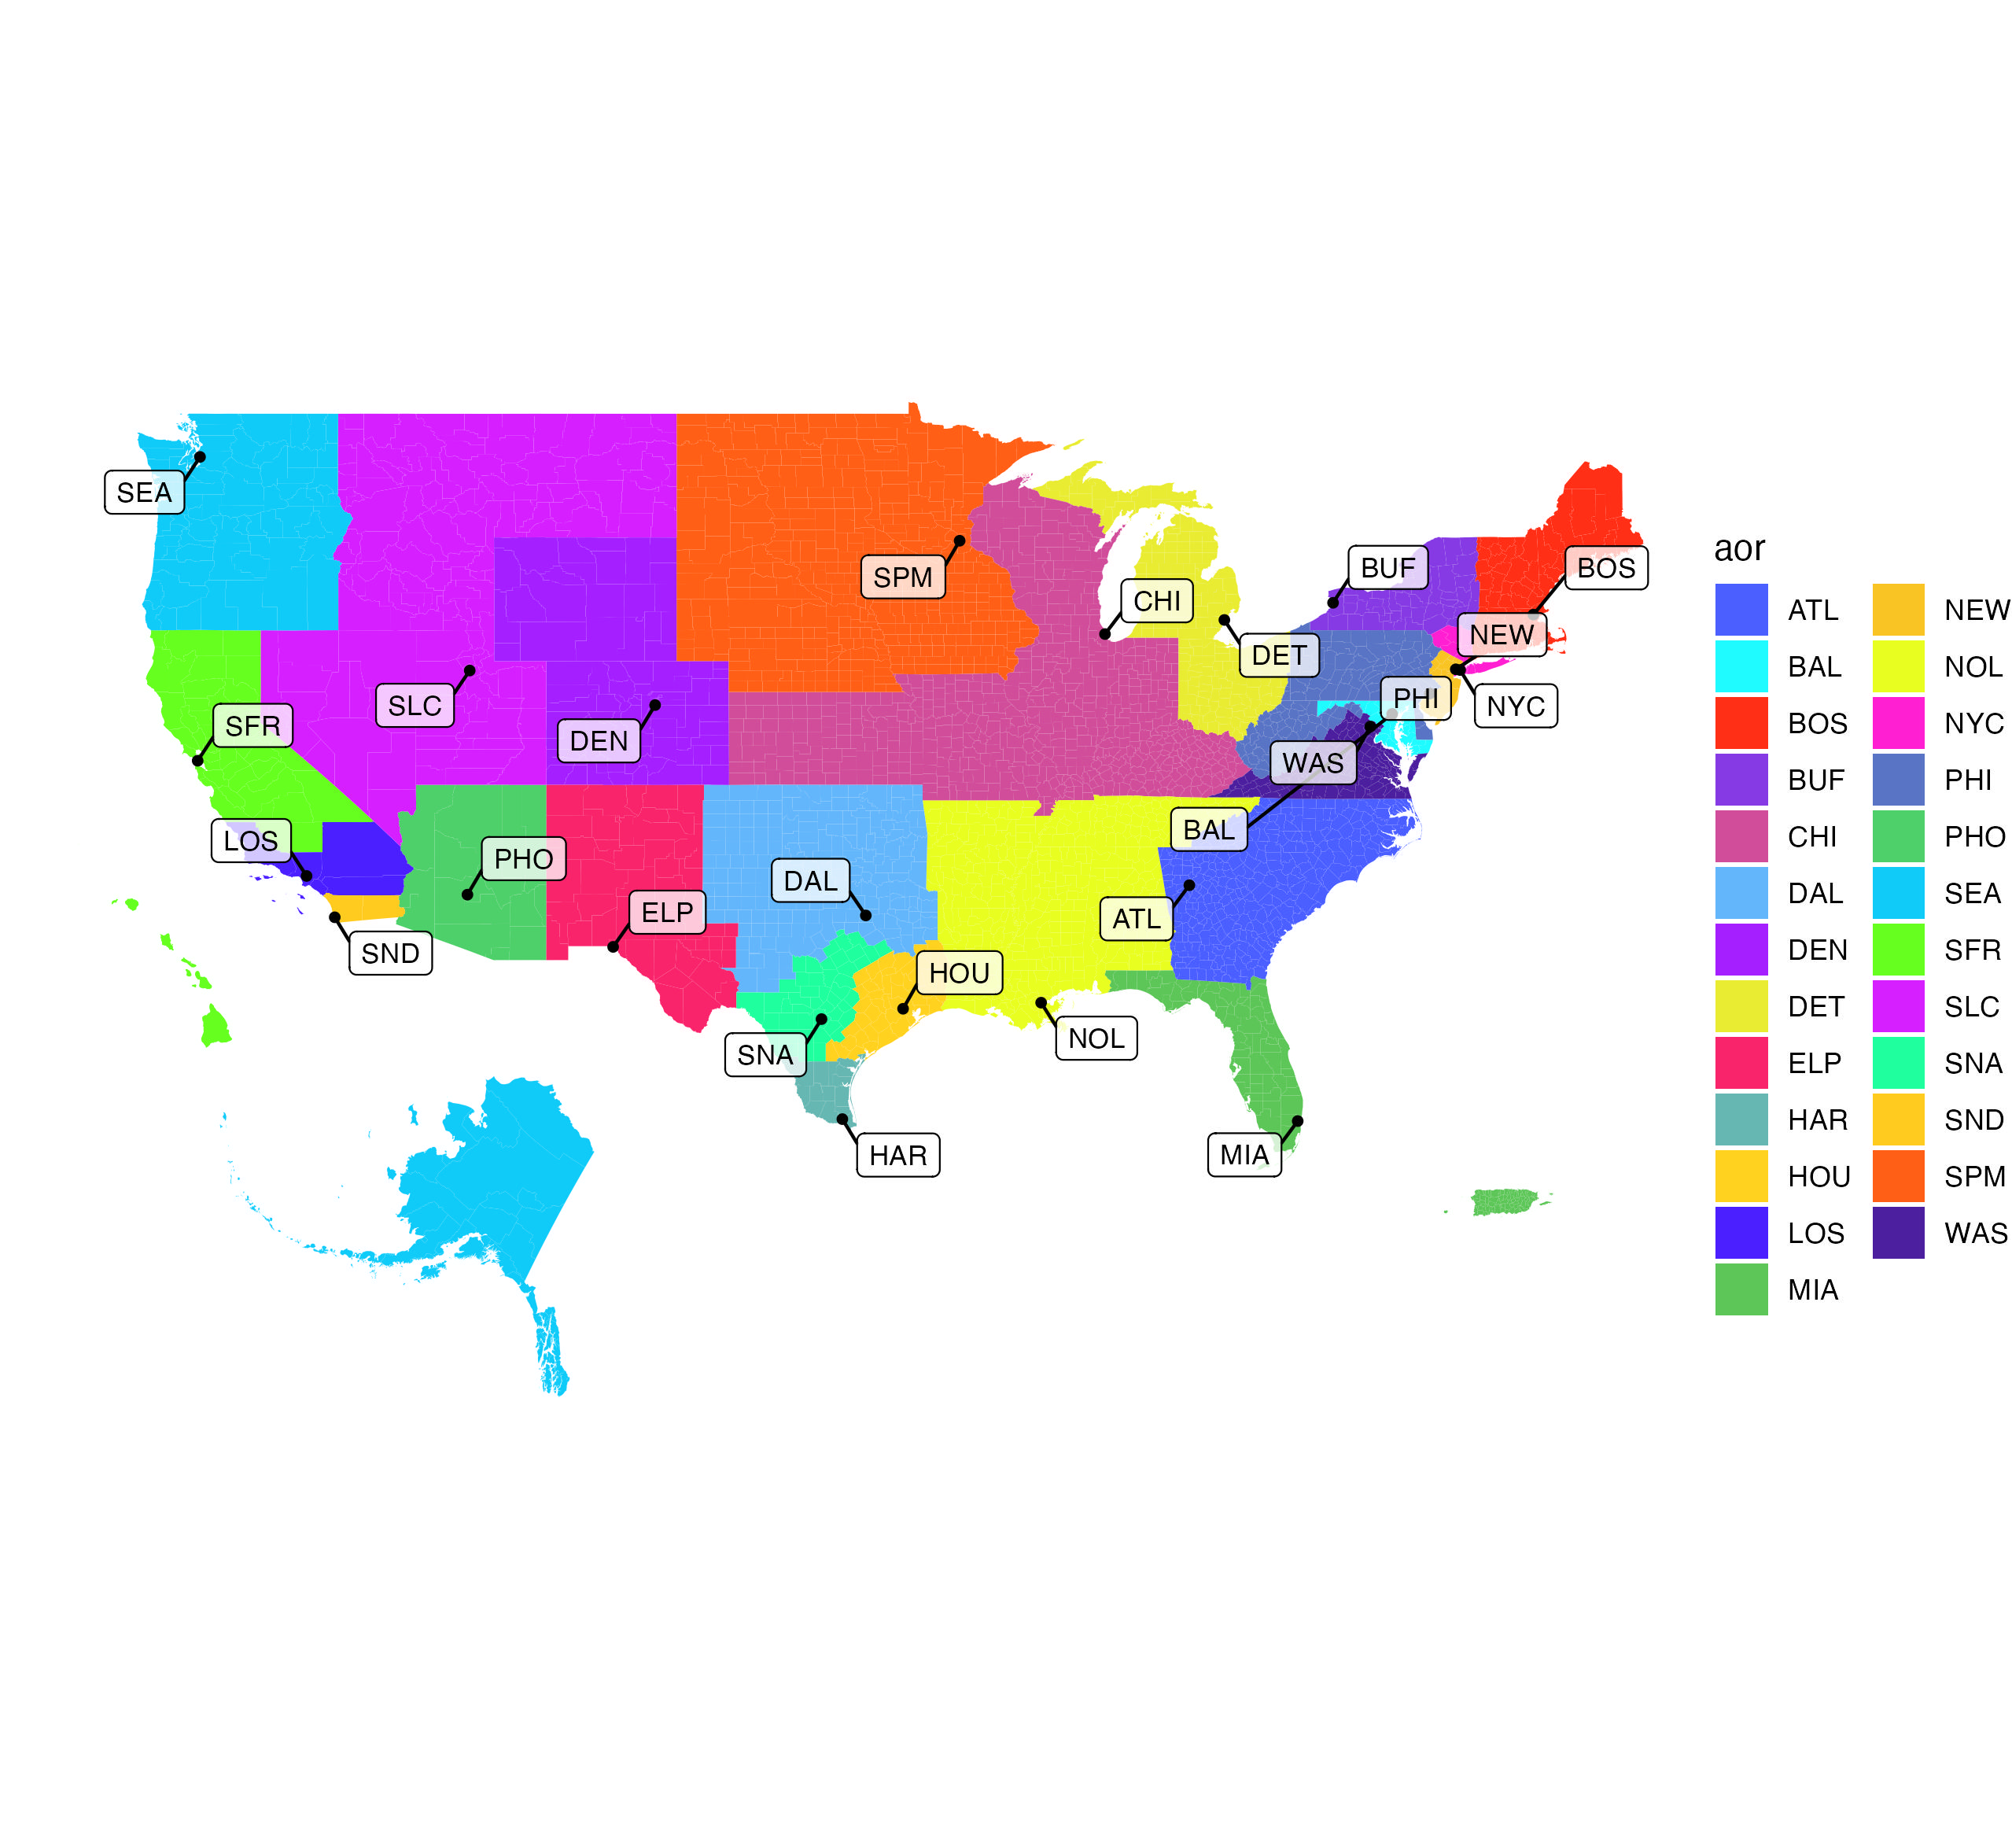 SEA
SPM
BUF
BOS
CHI
NEW
DET
SLC
PHI
NYC
SFR
DEN
WAS
BAL
LOS
PHO
DAL
ELP
ATL
SND
HOU
NOL
SNA
HAR
MIA
aor
ATL
BAL
BOS
BUF
CHI
DAL
DEN
DET
ELP
HAR
HOU
LOS
MIA
NEW
NOL
NYC
PHI
PHO
SEA
SFR
SLC
SNA
SND
SPM
WAS